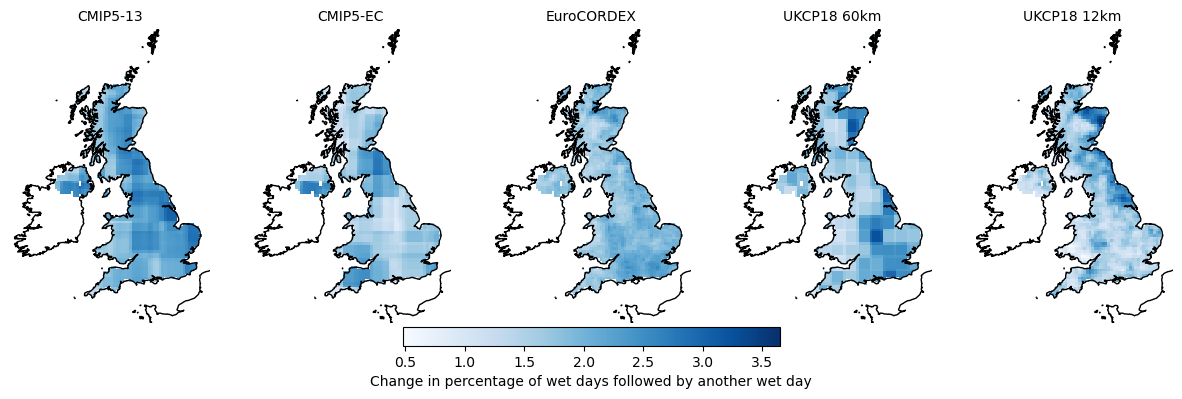 CMIP5-13
CMIP5-EC
EuroCORDEX
UKCP18 60km
UKCP18 12km
0.5 1.0 1.5 2.0 2.5 3.0 3.5
Change in percentage of wet days followed by another wet day